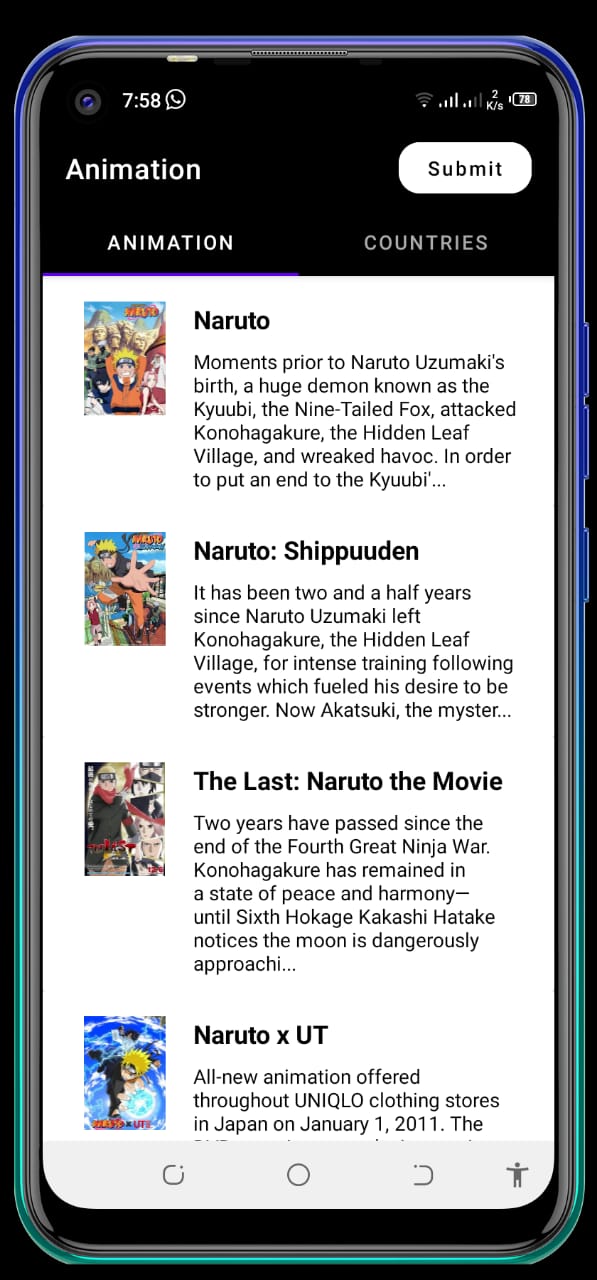 7:58
2
K/s
78
Animation
Submit
ANIMATION
COUNTRIES
Naruto
Moments prior to Naruto Uzumaki's
birth, a huge demon known as the
Kyuubi, the Nine-Tailed Fox, attacked
Konohagakure, the Hidden Leaf
Village, and wreaked havoc. In order
to put an end to the Kyuubi'...
Naruto: Shippuuden
It has been two and a half years
since Naruto Uzumaki left
Konohagakure, the Hidden Leaf
Village, for intense training following
events which fueled his desire to be
stronger. Now Akatsuki, the myster...
The Last: Naruto the Movie
Two years have passed since the
end of the Fourth Great Ninja War.
Konohagakure has remained in
a state of peace and harmony—
until Sixth Hokage Kakashi Hatake
notices the moon is dangerously
approachi...
Naruto x UT
All-new animation offered
throughout UNIQLO clothing stores
in Japan on January 1, 2011. The